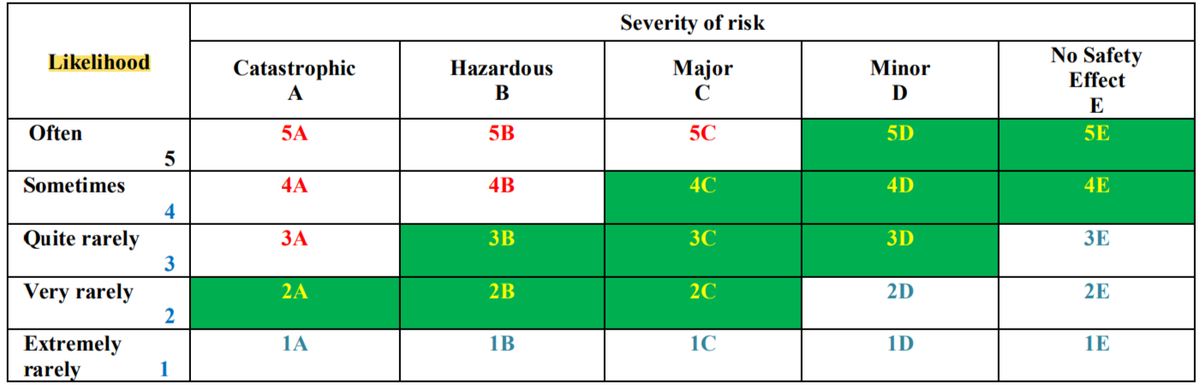 Likelihood
Severity of risk
Catastrophic
A
Hazardous
B
Major
C
Minor
D
No Safety
Effect
E
Often
5
5A
5B
5C
5D
5E
Sometimes
4
4A
4B
4C
4D
4E
Quite rarely
3
3A
3B
3C
3D
3E
Very rarely
2
2A
2B
2C
2D
2E
Extremely
rarely 1
1A
1B
1C
1D
1E